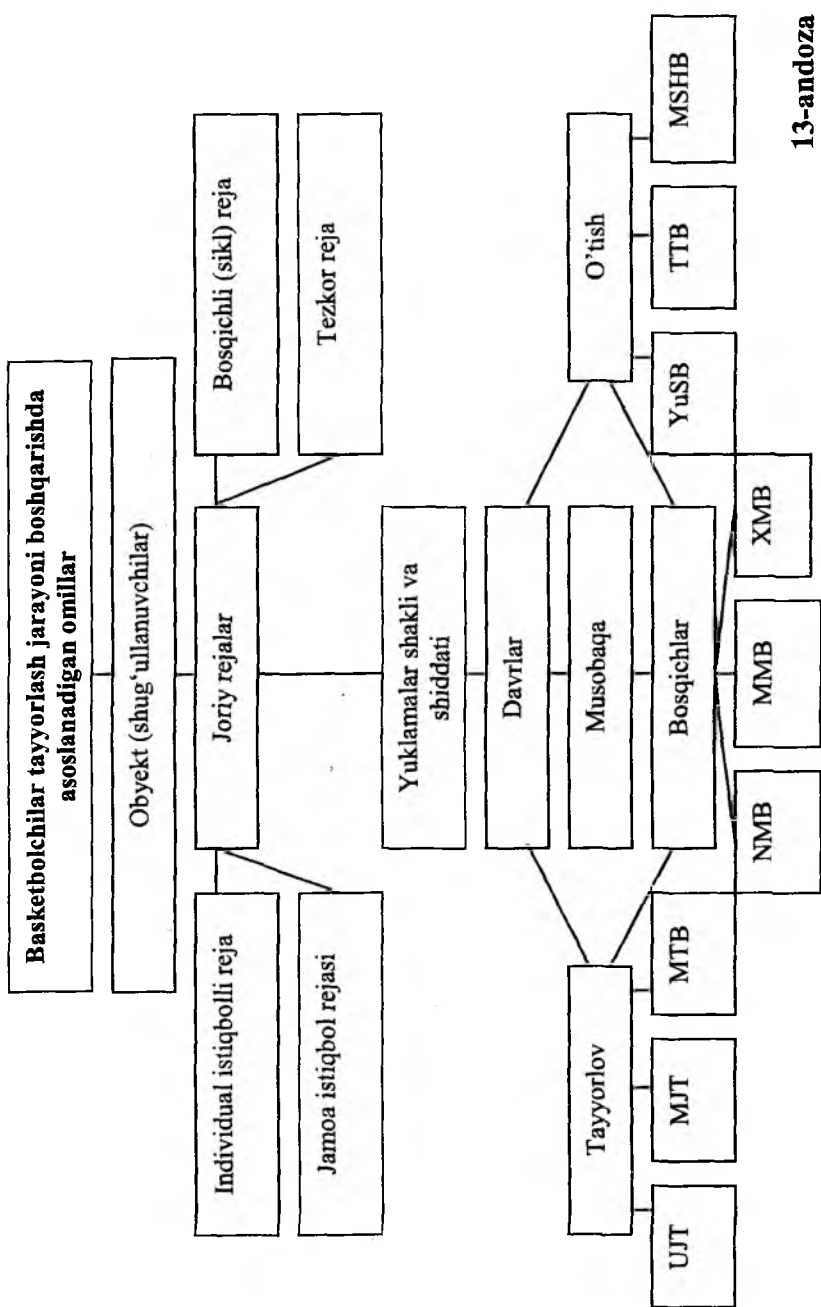 Basketbolchilar tayyorlash jarayoni boshqarishda
asoslanadigan omillar
Obyekt (shug‘ullanuvchilar)
Individual istiqbolli reja
Joriy rejalar
Bosqichli (sikl) reja
Jamoa istiqbol rejasi
Tezkor reja
Yuklamalar shakli va
shiddati
Davrlar
Tayyorlov
Musobaqa
O’tish
Bosqichlar
UJT
MJT
MTB
NMB
MMB
XMB
YuSB
TTB
MSHB
13-andoza